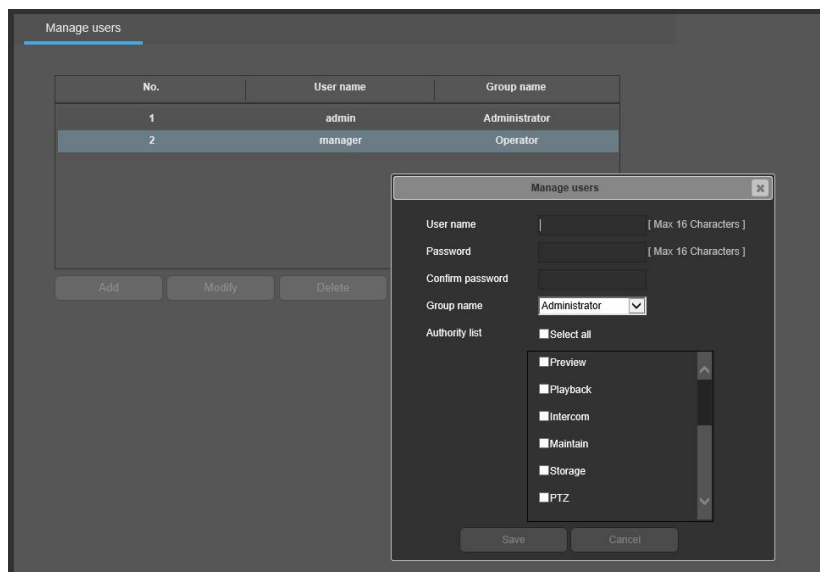 Manage users
No. User name Group name
1 admin Administrator
2 manager Operator
Add Modify Delete
Manage users
User name [ Max 16 Characters ]
Password [ Max 16 Characters ]
Confirm password
Group name Administrator
Authority list Select all
Preview
Playback
Intercom
Maintain
Storage
PTZ
Save Cancel